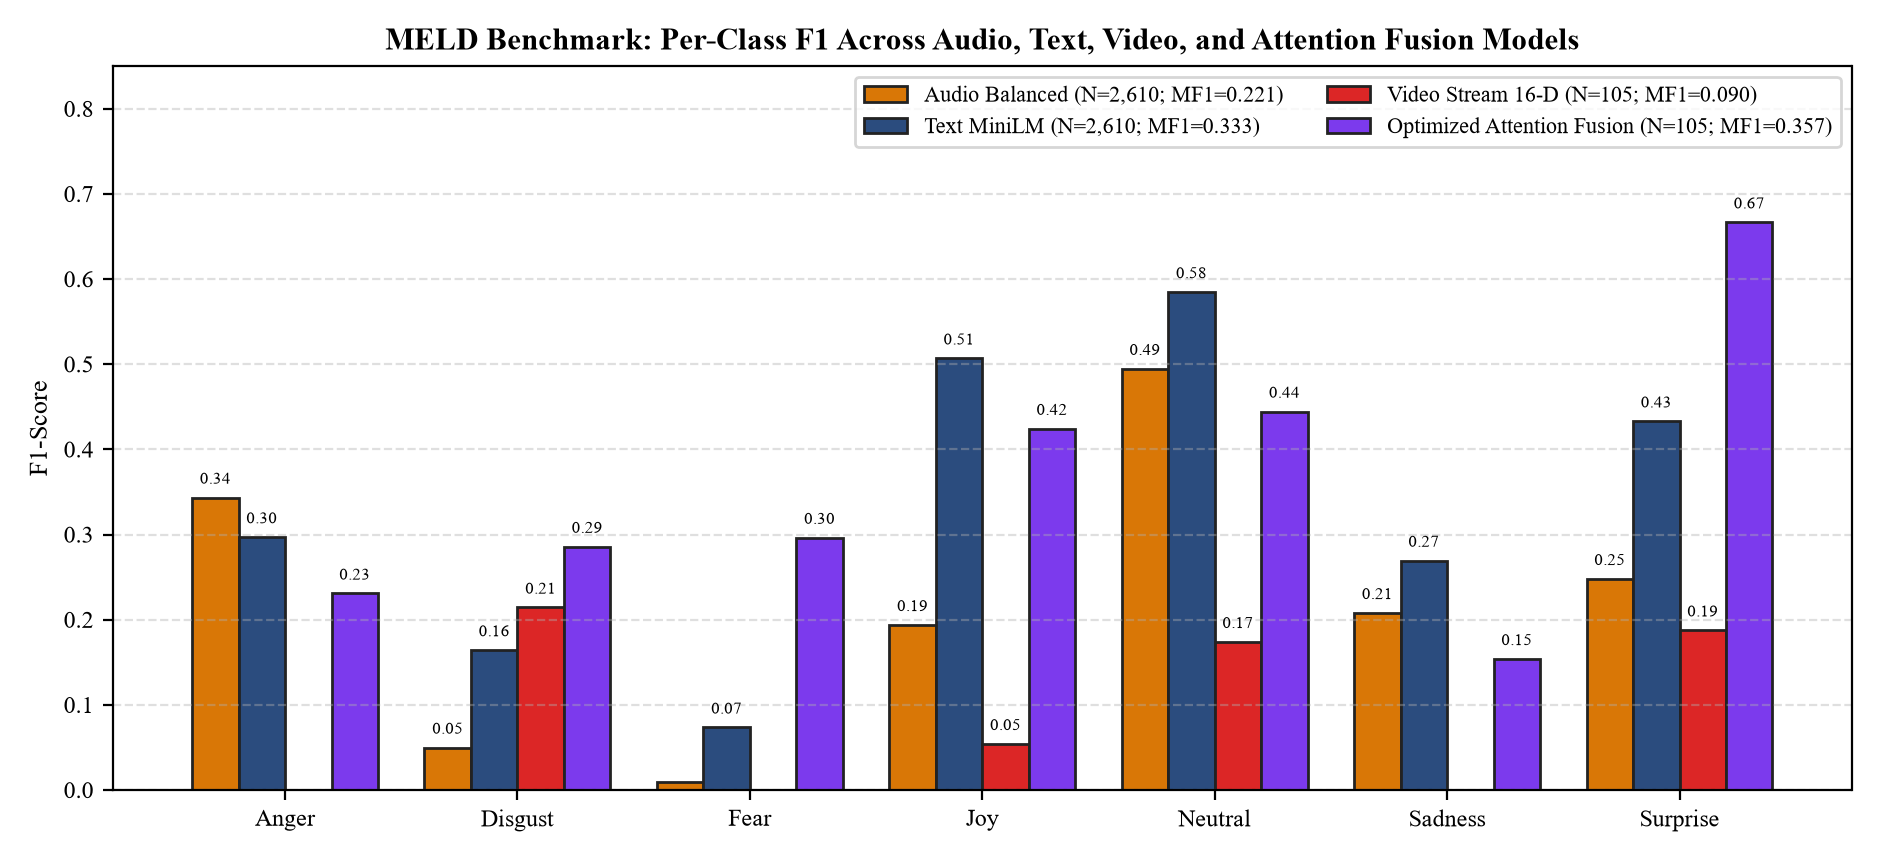 MELD Benchmark: Per-Class F1 Across Audio, Text, Video, and Attention Fusion Models
Audio Balanced (N=2,610; MF1=0.221)
Text MiniLM (N=2,610; MF1=0.333)
Video Stream 16-D (N=105; MF1=0.090)
Optimized Attention Fusion (N=105; MF1=0.357)
F1-Score
0.8
0.7
0.6
0.5
0.4
0.3
0.2
0.1
0.0
0.34
0.30
0.23
0.05
0.16
0.21
0.29
0.07
0.30
0.19
0.51
0.05
0.42
0.49
0.58
0.17
0.44
0.21
0.27
0.15
0.25
0.43
0.19
0.67
Anger
Disgust
Fear
Joy
Neutral
Sadness
Surprise